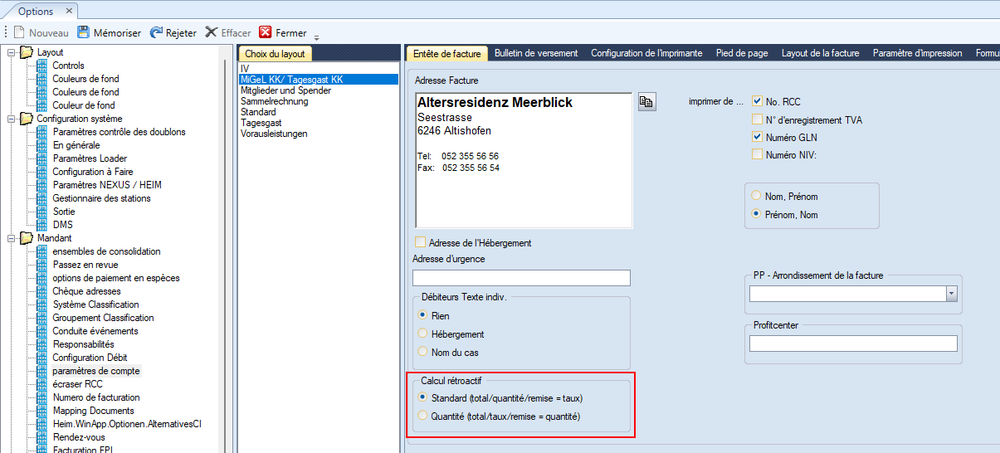 Options
Nouveau Mémoriser Rejeter Effacer Fermer
Layout
Controls
Couleurs de fond
Couleurs de fond
Couleur de fond
Configuration système
Paramètres contrôle des doublons
En générale
Paramètres Loader
Configuration à Faire
Paramètres NEXUS / HEIM
Gestionnaire des stations
Sortie
DMS
Mandant
ensembles de consolidation
Passez en revue
options de paiement en espèces
Chèque adresses
Système Classification
Groupement Classification
Conduite événements
Responsabilités
Configuration Débit
paramètres de compte
écraser RCC
Numero de facturation
Mapping Documents
Heim.WinApp.Optionen.AlternativesCl
Rendez-vous
Facturation EPI
Choix du layout
IV
MiGeL KK/ Tagesgast KK
Mitglieder und Spender
Sammelrechnung
Standard
Tagesgast
Vorausleistungen
Entête de facture Bulletin de versement Configuration de l'imprimante Pied de page Layout de la facture Paramètre d'impression Formu
Adresse Facture
Altersresidenz Meerblick
Seestrasse
6246 Altishofen
Tel: 052 355 56 56
Fax: 052 355 56 54
imprimer de ...
No. RCC
N° d'enregistrement TVA
Numéro GLN
Numéro NIV:
Nom, Prénom
Prénom, Nom
Adresse de l'Hébergement
Adresse d'urgence
Débiteurs Texte indiv.
Rien
Hébergement
Nom du cas
PP - Arrondissement de la facture
Profitcenter
Calcul rétroactif
Standard (total/quantité/remise = taux)
Quantité (total/taux/remise = quantité)